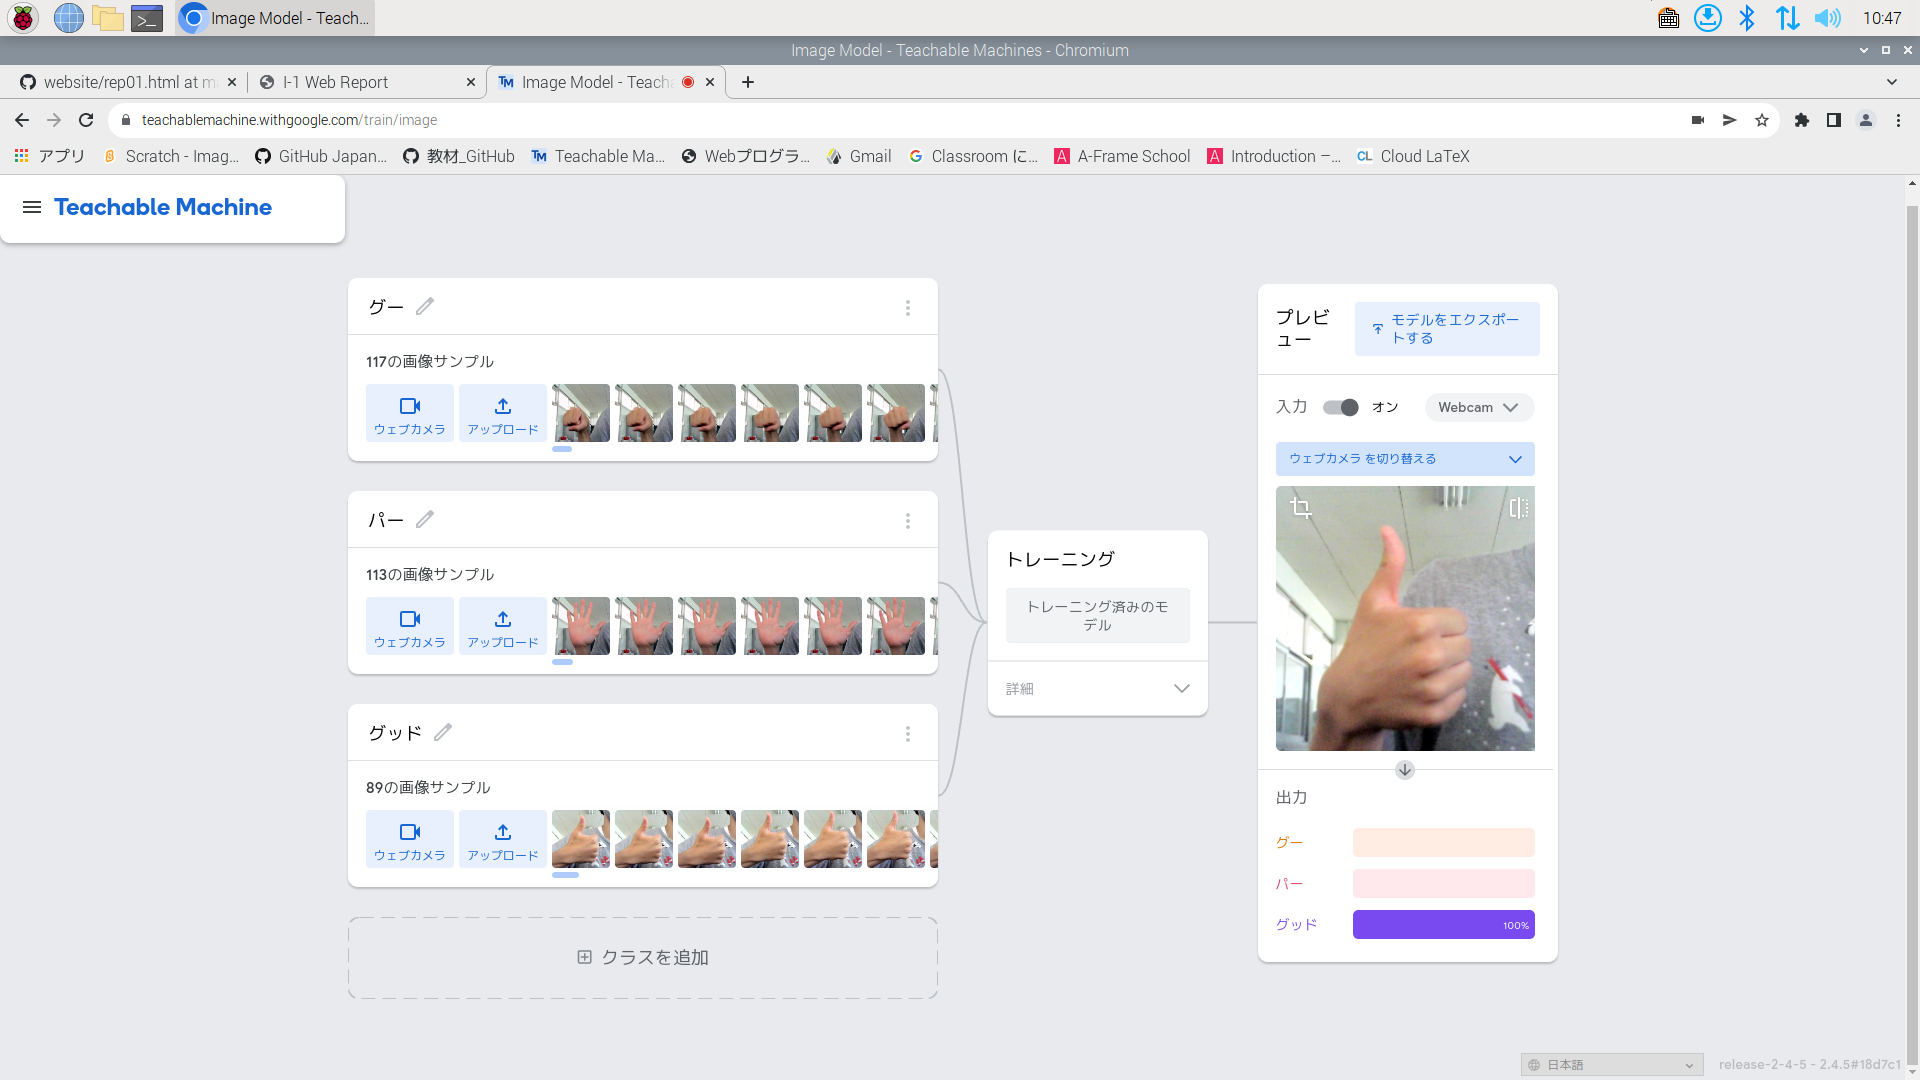 Image Model - Teach...
10:47
Image Model - Teachable Machines - Chromium
website/rep01.html at m
I-1 Web Report
TM
Image Model - Teach
teachablemachine.withgoogle.com/train/image
アプリ
Scratch - Imag...
GitHub Japan...
教材_GitHub
TM
Teachable Ma...
Webプログラ...
Gmail
G
Classroom に...
A
A-Frame School
A
Introduction –...
CL
Cloud LaTeX
Teachable Machine
グー
117の画像サンプル
ウェブカメラ
アップロード
パー
113の画像サンプル
ウェブカメラ
アップロード
グッド
89の画像サンプル
ウェブカメラ
アップロード
クラスを追加
トレーニング
トレーニング済みのモ
デル
詳細
プレビ
ュー
モデルをエクスポー
トする
入力
オン
Webcam
ウェブカメラ を切り替える
出力
グー
パー
グッド
100%
日本語
release-2-4-5 - 2.4.5#18d7c1